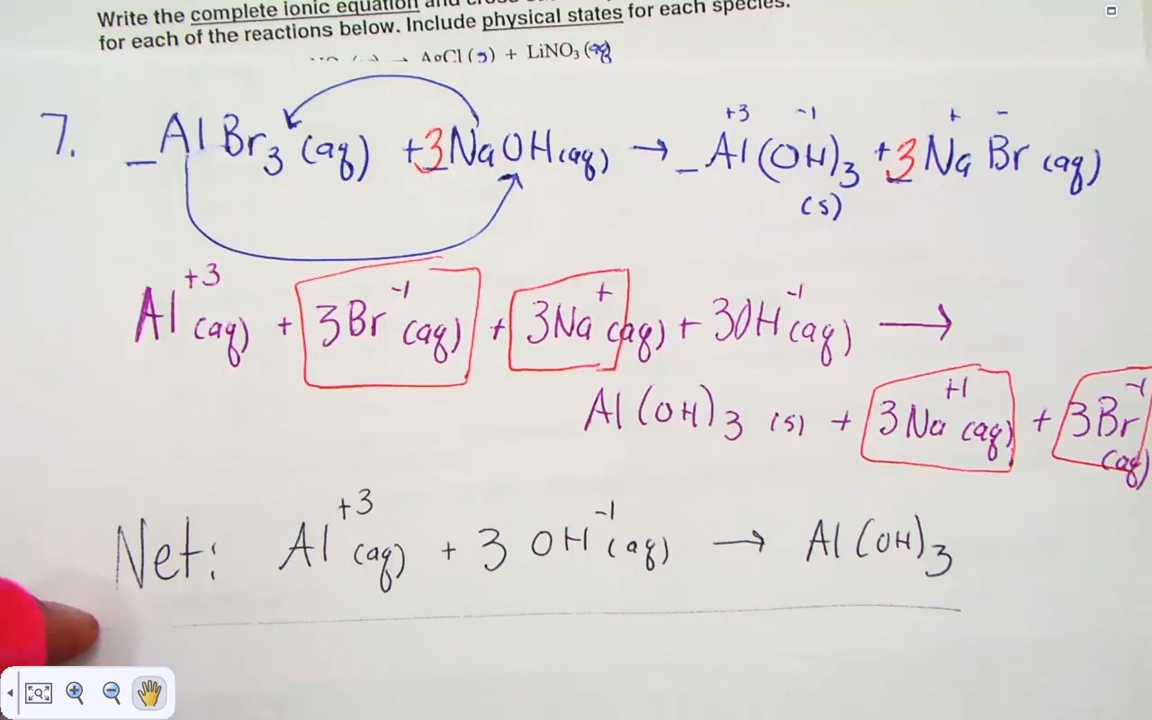 Write the complete ionic equation and
for each of the reactions below. Include physical states for each species.
AgCl (s) + LiNO₃ (aq)
7. _AlBr₃ (aq) + 3NaOH (aq) → _Al(OH)₃ + 3NaBr (aq)
+3 -1 + -
(s)
Al⁺³ (aq) + 3Br⁻¹ (aq) + 3Na⁺ (aq) + 3OH⁻¹ (aq) →
Al(OH)₃ (s) + 3Na⁺¹ (aq) + 3Br⁻¹ (aq)
Net: Al⁺³ (aq) + 3OH⁻¹ (aq) → Al(OH)₃